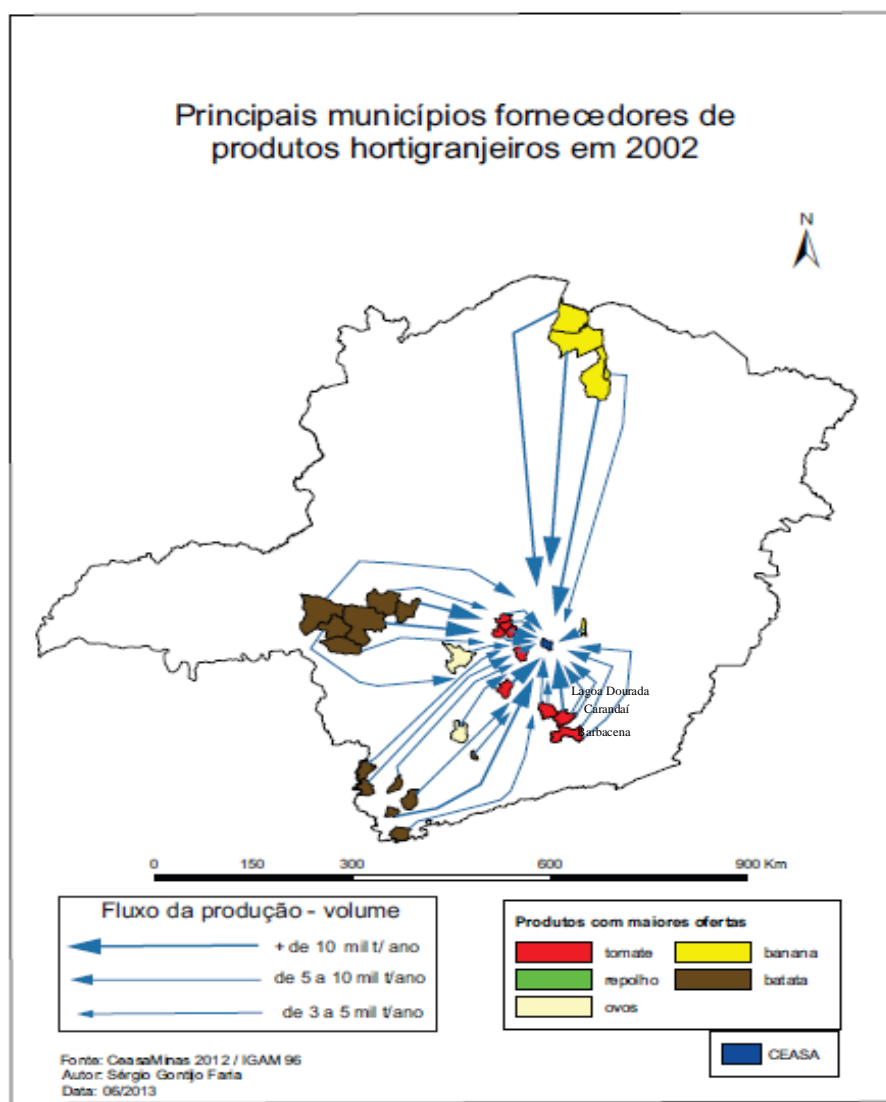 Principais municípios fornecedores de
produtos hortigranjeiros em 2002
N
Lagoa Dourada
Carandaí
Barbacena
0 150 300 600 900 Km
Fluxo da produção - volume
+ de 10 mil t/ ano
de 5 a 10 mil t/ano
de 3 a 5 mil t/ano
Produtos com maiores ofertas
tomate banana
repolho batata
ovos
CEASA
Fonte: CeasaMinas 2012 / IGAM 96
Autor: Sérgio Gontijo Faria
Data: 06/2013